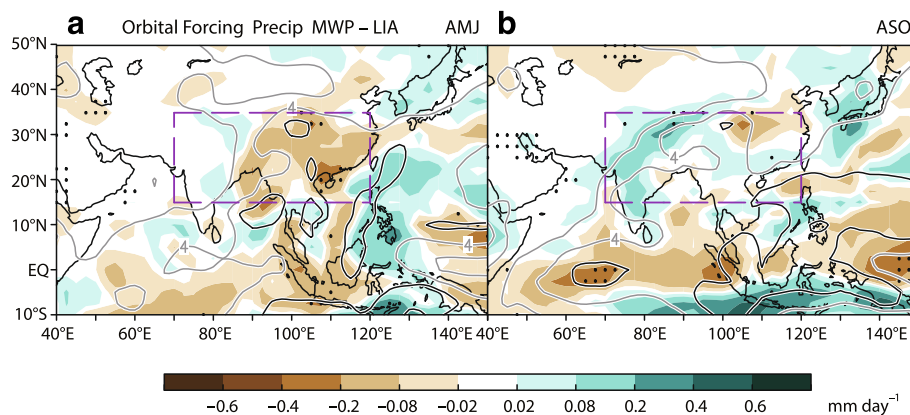 a Orbital Forcing Precip MWP – LIA AMJ b ASO
50°N
40°N
30°N
20°N
10°N
EQ
10°S
4
4
4
4
4
40°E 60°E 80°E 100°E 120°E 140°E 40°E 60°E 80°E 100°E 120°E 140°E
−0.6 −0.4 −0.2 −0.08 −0.02 0.02 0.08 0.2 0.4 0.6 mm day⁻¹